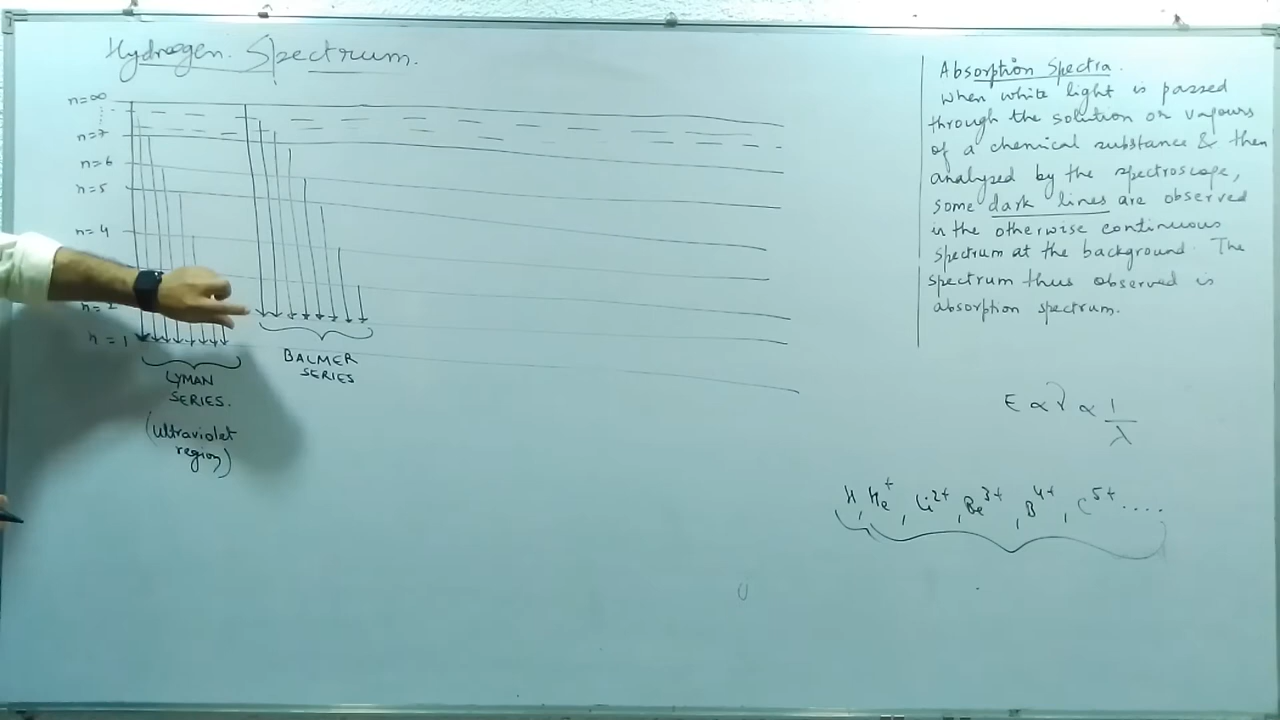 Hydrogen Spectrum.
n=∞
n=7
n=6
n=5
n=4
n=2
n=1
LYMAN
SERIES.
(Ultraviolet
region)
BALMER
SERIES
Absorption Spectra.
When white light is passed
through the solution or vapours
of a chemical substance & then
analysed by the spectroscope,
some dark lines are observed
in the otherwise continuous
spectrum at the background. The
spectrum thus observed is
absorption spectrum.
E ∝ ν ∝ 1/λ
H, He⁺, Li²⁺, Be³⁺, B⁴⁺, C⁵⁺....